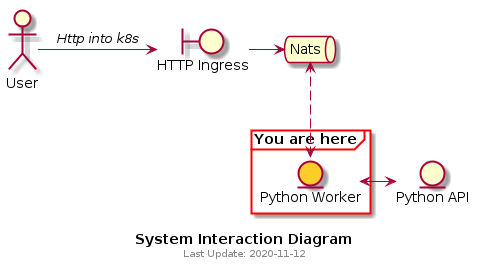 Http into k8s
User
HTTP Ingress
Nats
You are here
Python Worker
Python API
System Interaction Diagram
Last Update: 2020-11-12